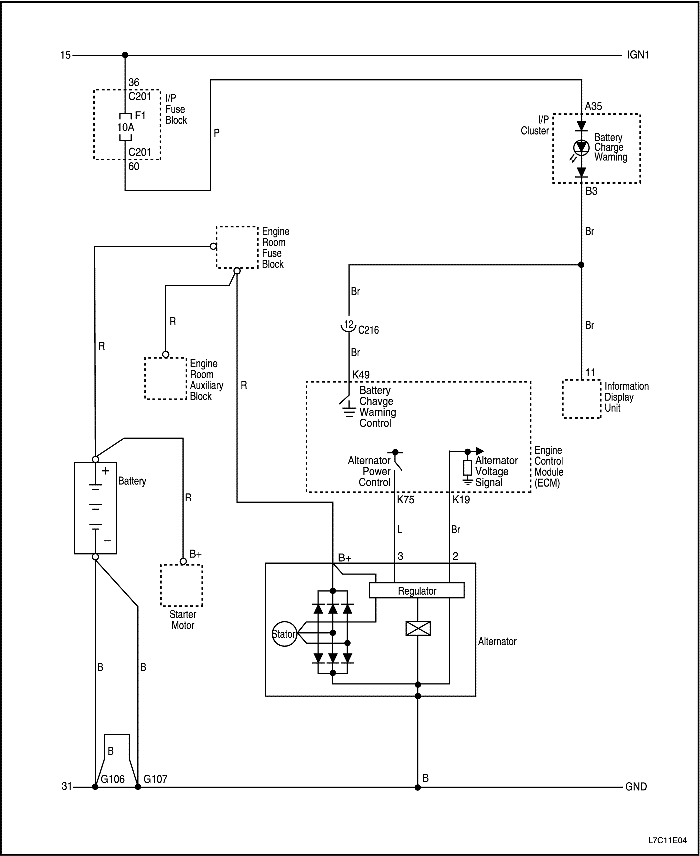 15
IGN1
36
C201
I/P
Fuse
Block
F1
10A
C201
60
P
A35
I/P
Cluster
Battery
Charge
Warning
B3
Br
Engine
Room
Fuse
Block
R
R
Br
12
C216
Br
Br
Engine
Room
Auxiliary
Block
R
K49
11
Information
Display
Unit
Battery
Chavge
Warning
Control
Alternator
Power
Control
Alternator
Voltage
Signal
Engine
Control
Module
(ECM)
+
Battery
−
R
K75
K19
L
Br
B+
B+
3
2
Starter
Motor
Regulator
Stator
Alternator
B
B
B
G106
G107
B
31
GND
L7C11E04